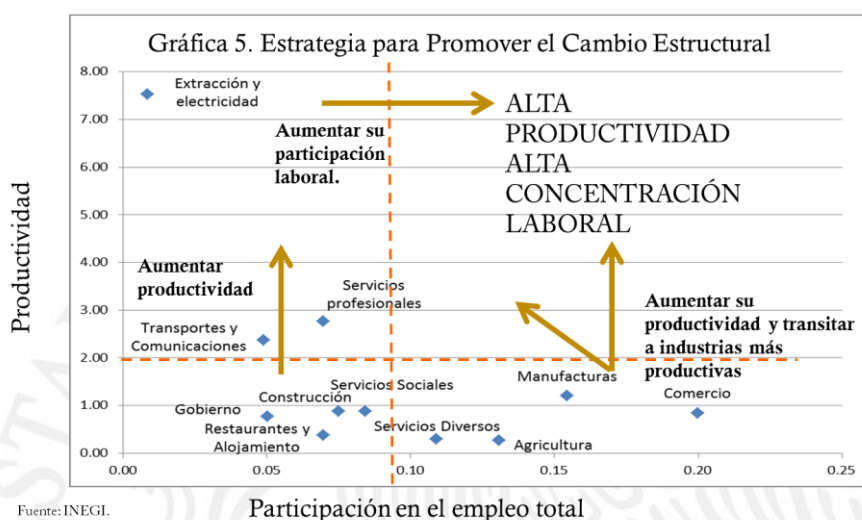 Gráfica 5. Estrategia para Promover el Cambio Estructural
Productividad
8.00
7.00
6.00
5.00
4.00
3.00
2.00
1.00
0.00
Extracción y
electricidad
Aumentar su
participación
laboral.
ALTA
PRODUCTIVIDAD
ALTA
CONCENTRACIÓN
LABORAL
Aumentar
productividad
Servicios
profesionales
Transportes y
Comunicaciones
Aumentar su
productividad y transitar
a industrias más
productivas
Servicios Sociales
Manufacturas
Comercio
Construcción
Gobierno
Restaurantes y
Alojamiento
Servicios Diversos
Agricultura
0.00 0.05 0.10 0.15 0.20 0.25
Participación en el empleo total
Fuente: INEGI.